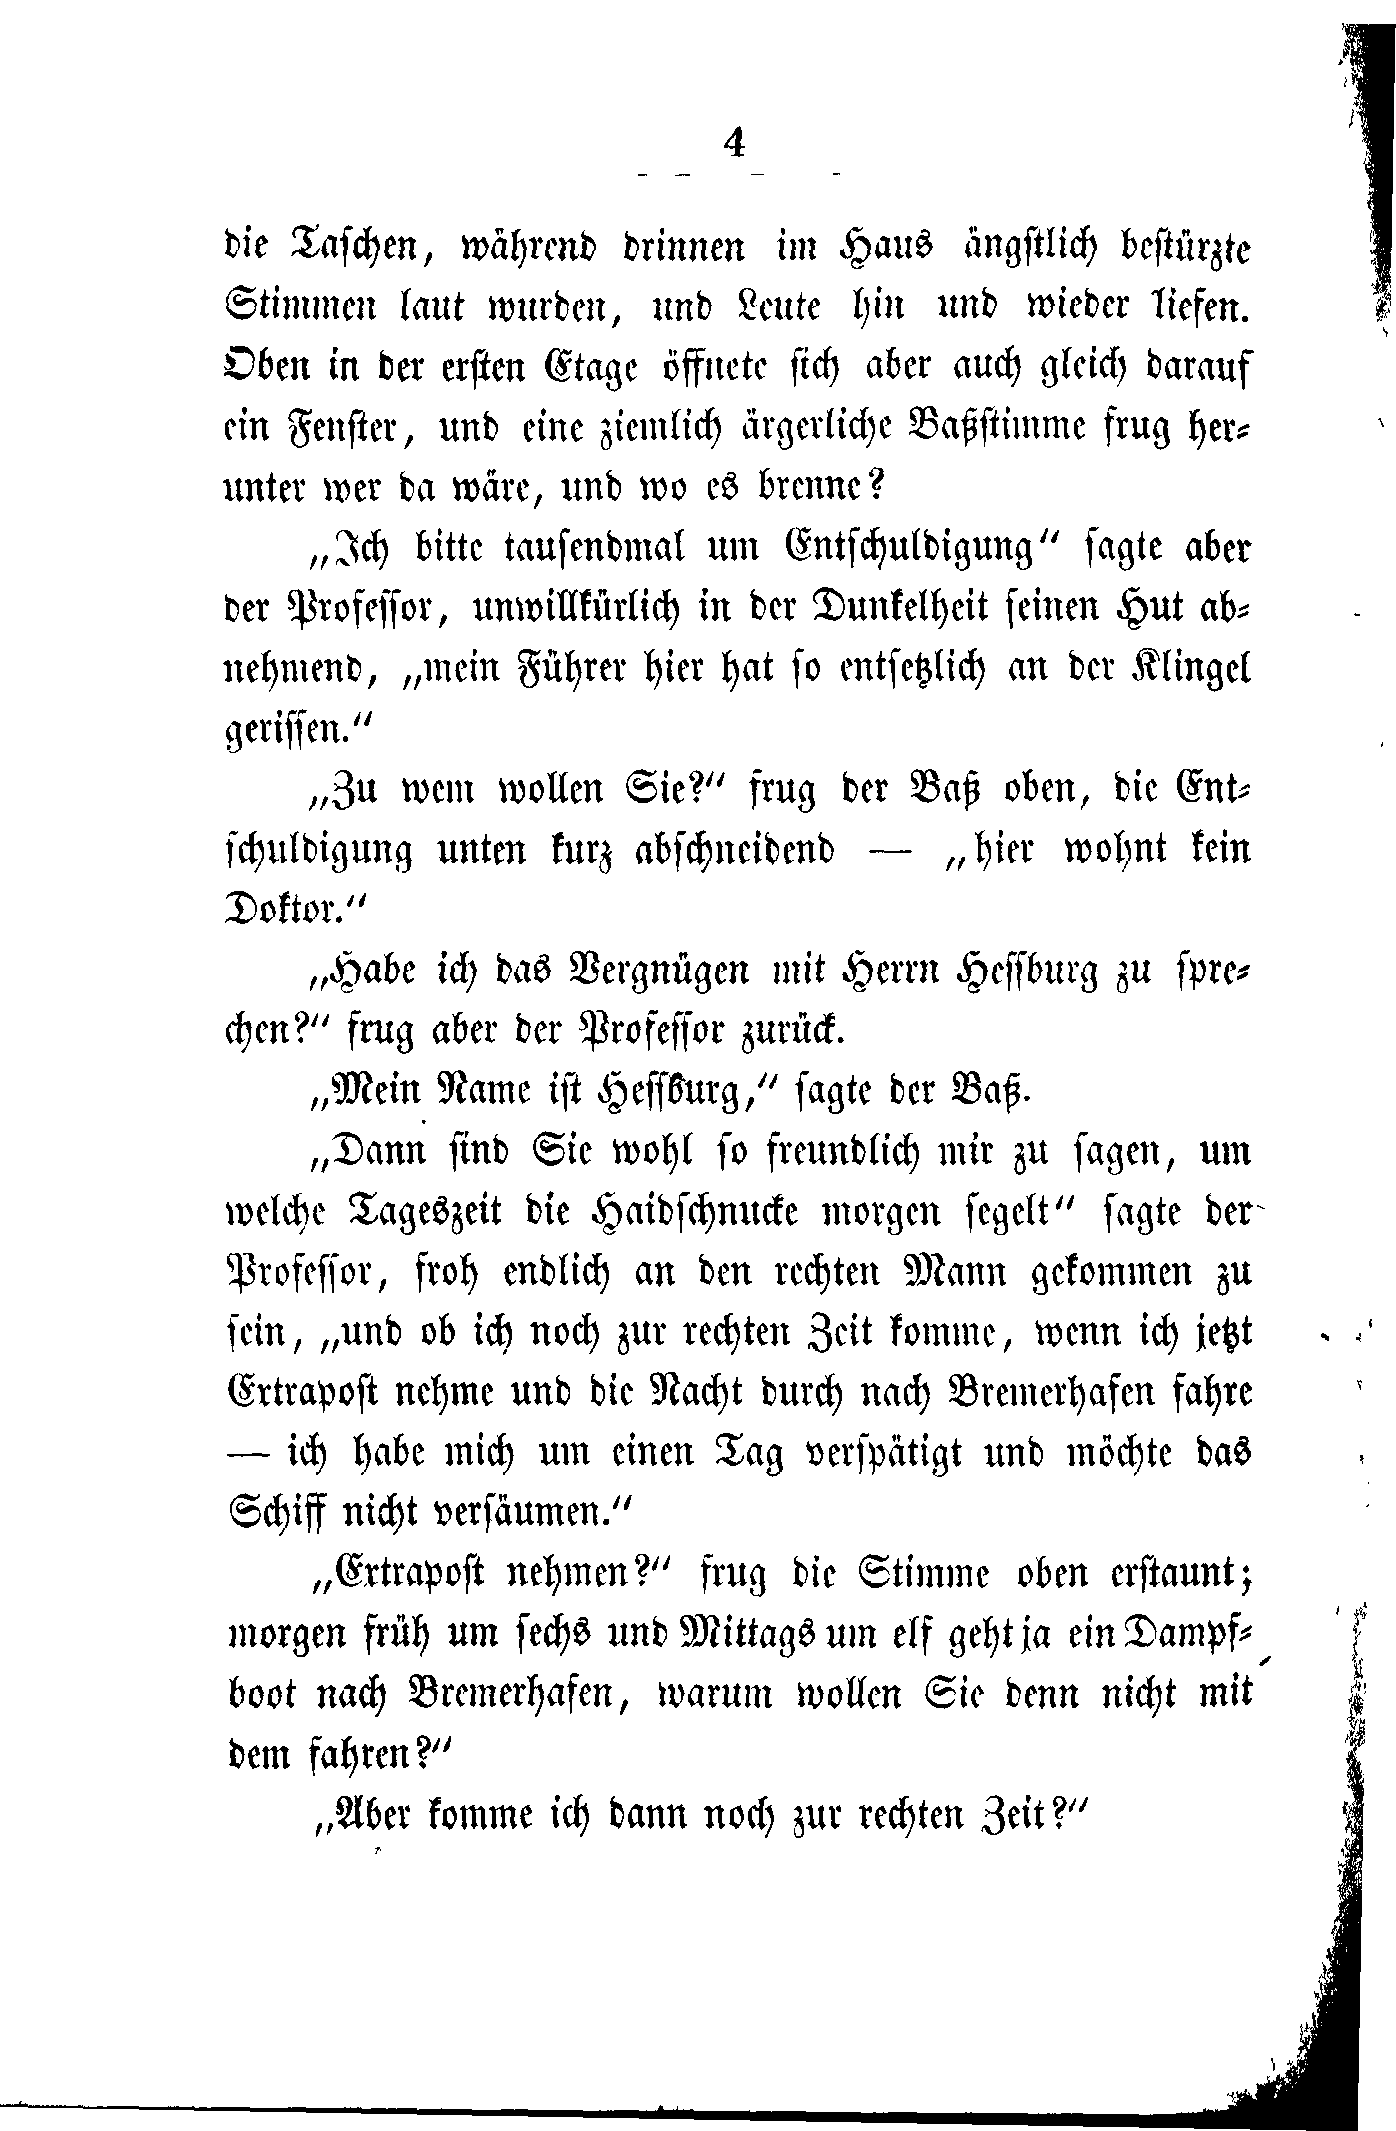 4
die Taschen, während drinnen im Haus ängstlich bestürzte
Stimmen laut wurden, und Leute hin und wieder liefen.
Oben in der ersten Etage öffnete sich aber auch gleich darauf
ein Fenster, und eine ziemlich ärgerliche Baßstimme frug her-
unter wer da wäre, und wo es brenne?
„Ich bitte tausendmal um Entschuldigung“ sagte aber
der Professor, unwillkürlich in der Dunkelheit seinen Hut ab-
nehmend, „mein Führer hier hat so entsetzlich an der Klingel
gerissen.“
„Zu wem wollen Sie?“ frug der Baß oben, die Ent-
schuldigung unten kurz abschneidend — „hier wohnt kein
Doktor.“
„Habe ich das Vergnügen mit Herrn Hessburg zu spre-
chen?“ frug aber der Professor zurück.
„Mein Name ist Hessburg,“ sagte der Baß.
„Dann sind Sie wohl so freundlich mir zu sagen, um
welche Tageszeit die Haidschnucke morgen segelt“ sagte der
Professor, froh endlich an den rechten Mann gekommen zu
sein, „und ob ich noch zur rechten Zeit komme, wenn ich jetzt
Extrapost nehme und die Nacht durch nach Bremerhafen fahre
— ich habe mich um einen Tag verspätigt und möchte das
Schiff nicht versäumen.“
„Extrapost nehmen?“ frug die Stimme oben erstaunt;
morgen früh um sechs und Mittags um elf geht ja ein Dampf-
boot nach Bremerhafen, warum wollen Sie denn nicht mit
dem fahren?“
„Aber komme ich dann noch zur rechten Zeit?“